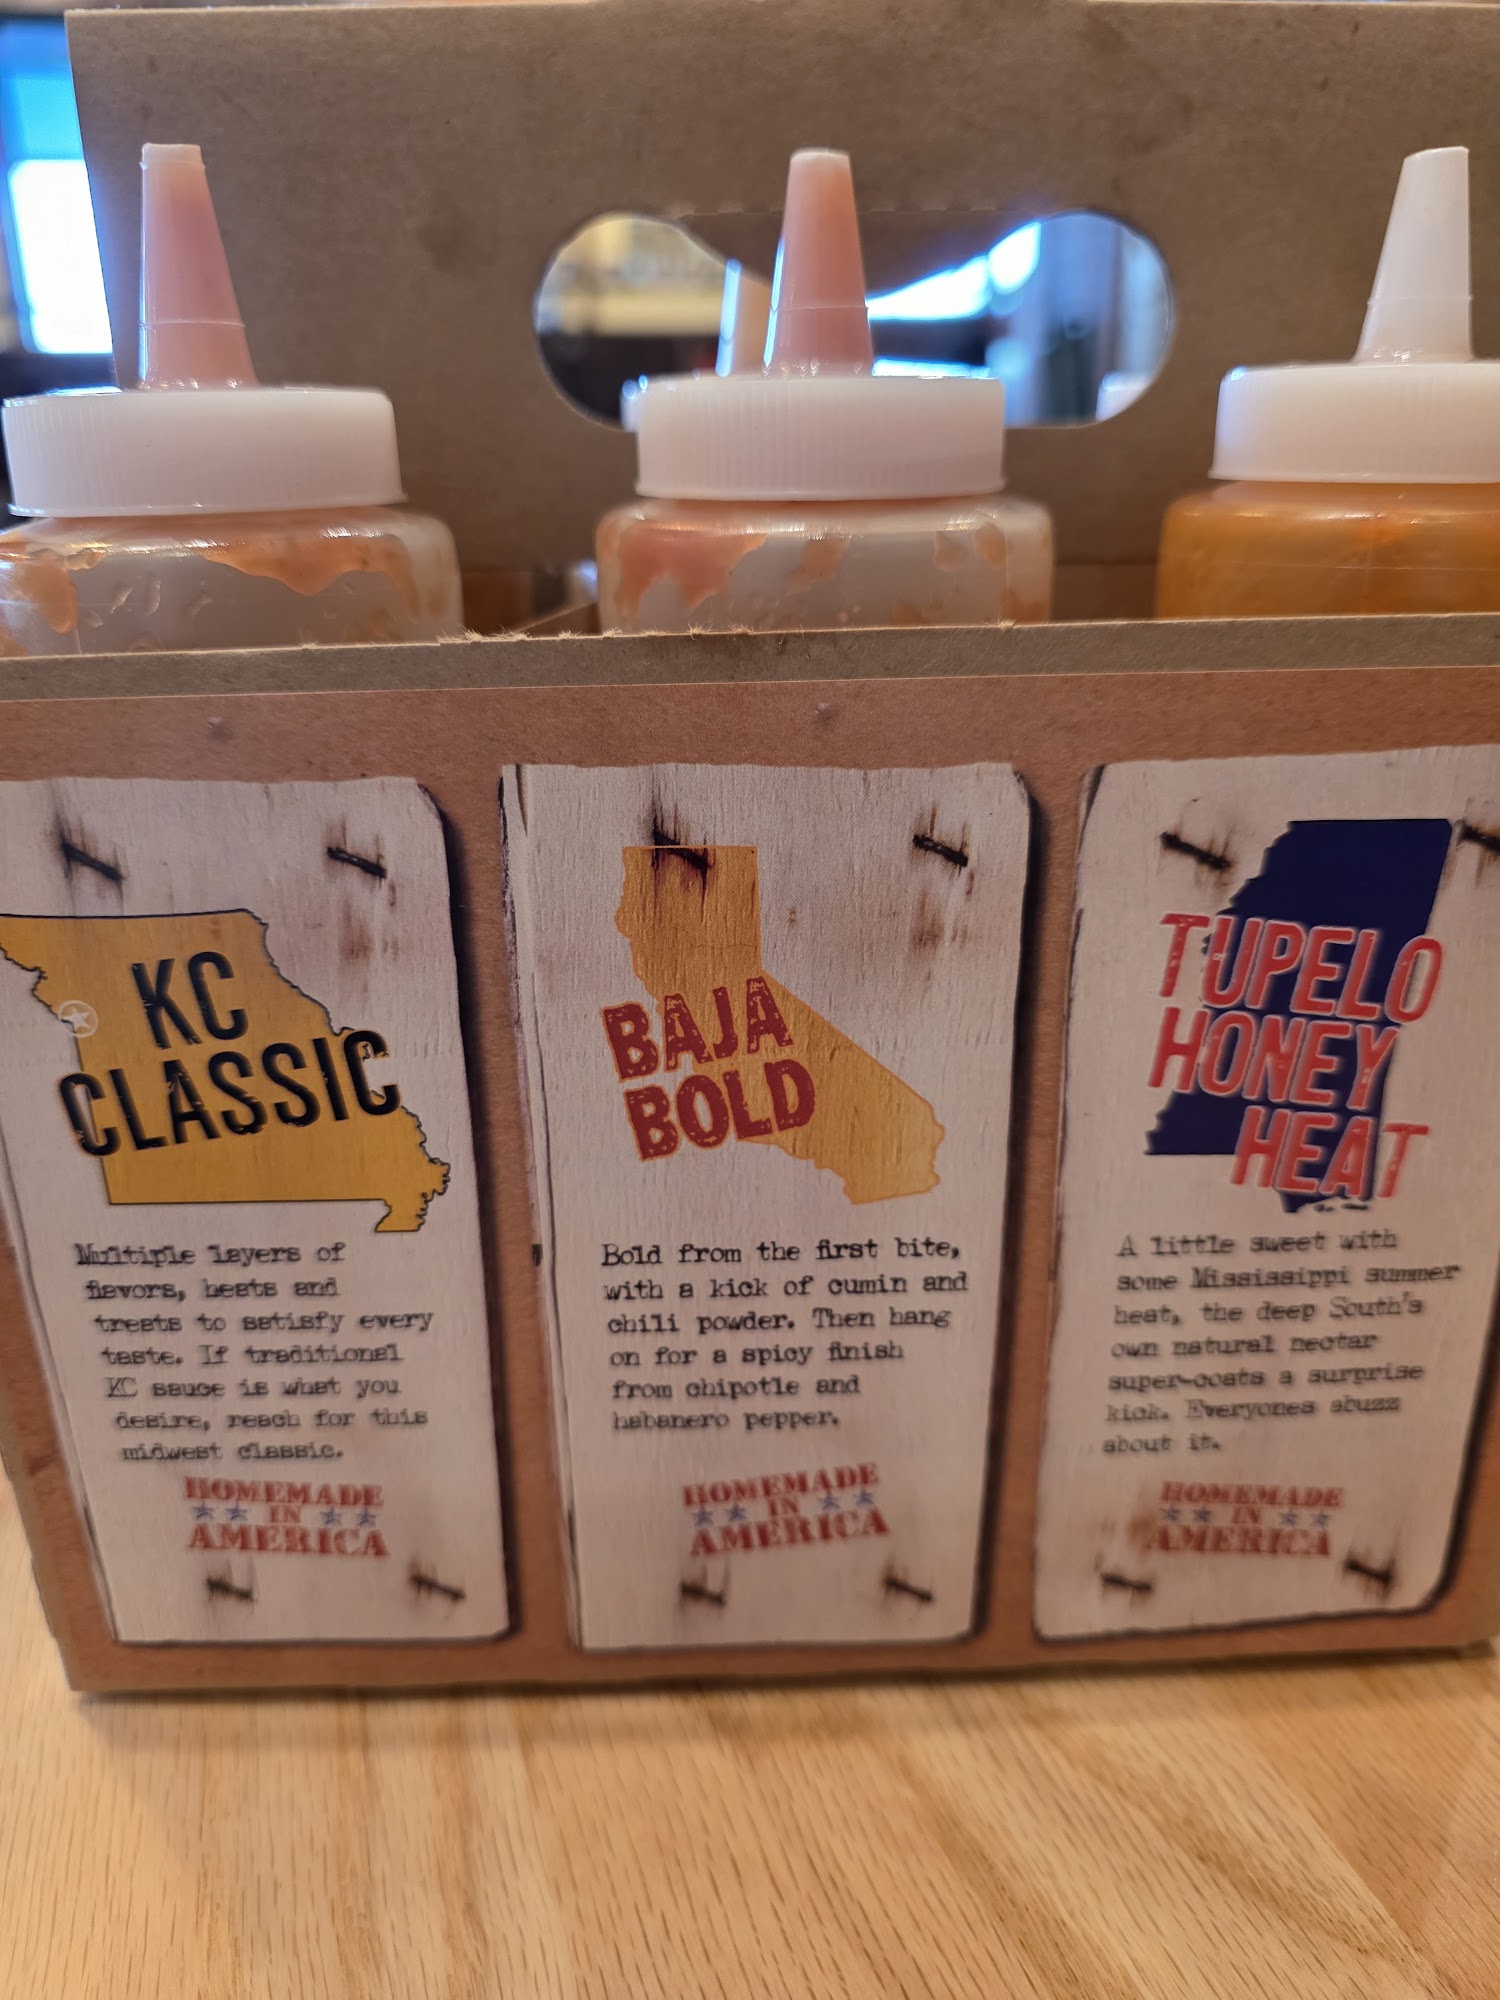 KC
CLASSIC
Multiple layers of
flavors, heats and
treats to satisfy every
taste. If traditional
KC sauce is what you
desire, reach for this
midwest classic.
HOMEMADE
IN
AMERICA
BAJA
BOLD
Bold from the first bite,
with a kick of cumin and
chili powder. Then hang
on for a spicy finish
from chipotle and
habanero pepper.
HOMEMADE
IN
AMERICA
TUPELO
HONEY
HEAT
A little sweet with
some Mississippi summer
heat, the deep South's
own natural nectar
super-coats a surprise
kick. Everyones abuzz
about it.
HOMEMADE
IN
AMERICA